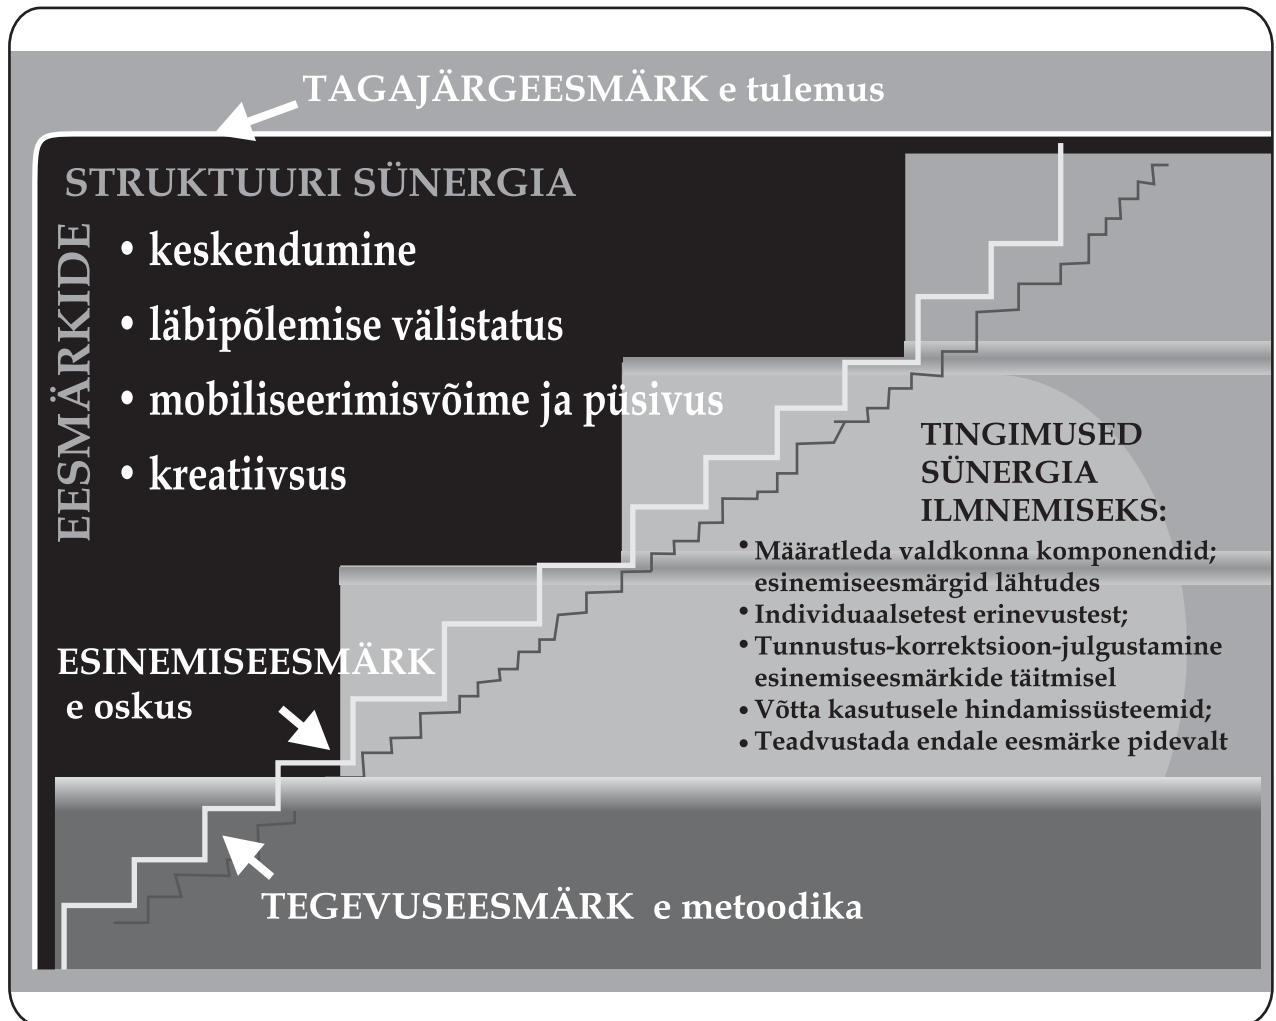 TAGAJÄRGEESMÄRK e tulemus
STRUKTUURI SÜNERGIA
EESMÄRKIDE
• keskendumine
• läbipõlemise välistatus
• mobiliseerimisvõime ja püsivus
• kreatiivsus
TINGIMUSED
SÜNERGIA
ILMNEMISEKS:
• Määratleda valdkonna komponendid;
esinemiseesmärgid lähtudes
• Individuaalsetest erinevustest;
• Tunnustus-korrektsioon-julgustamine
esinemiseesmärkide täitmisel
• Võtta kasutusele hindamissüsteemid;
• Teadvustada endale eesmärke pidevalt
ESINEMISEESMÄRK
e oskus
TEGEVUSEESMÄRK e metoodika